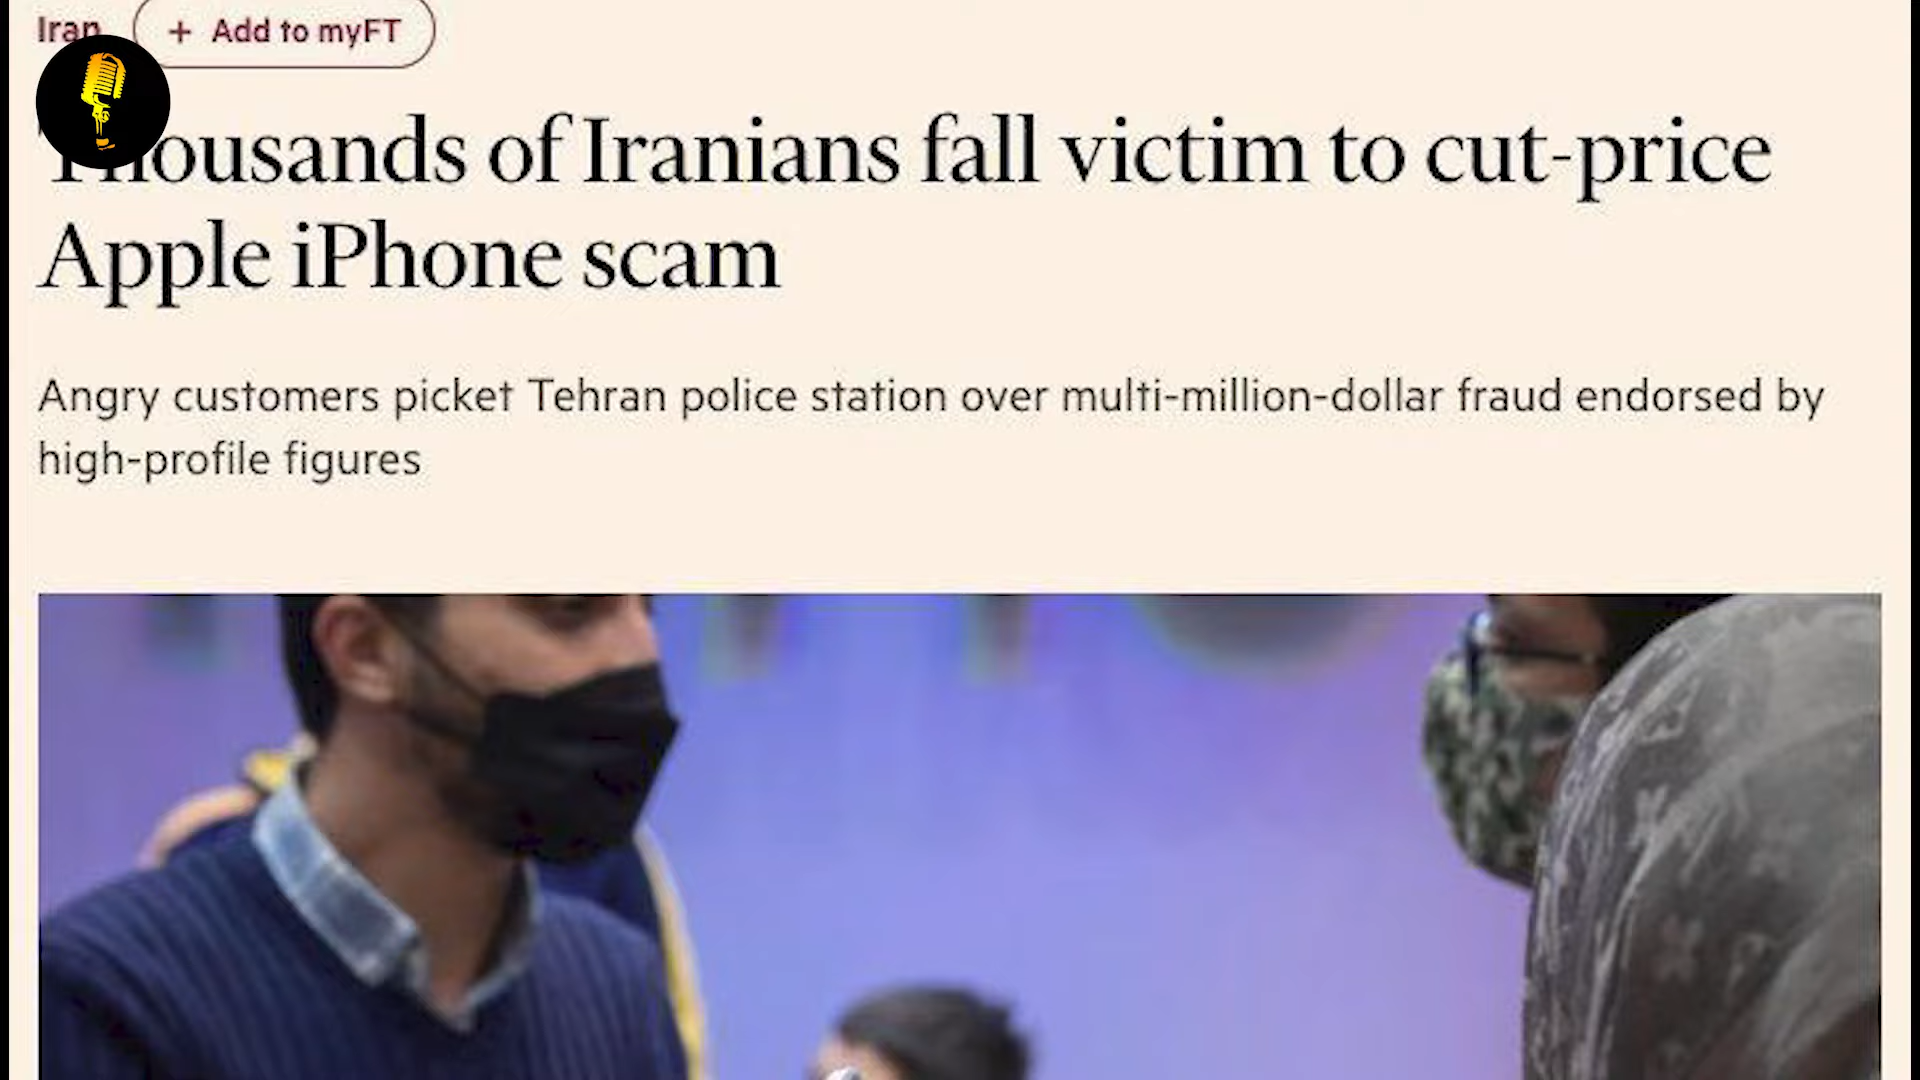 Iran
+ Add to myFT
Thousands of Iranians fall victim to cut-price
Apple iPhone scam
Angry customers picket Tehran police station over multi-million-dollar fraud endorsed by
high-profile figures